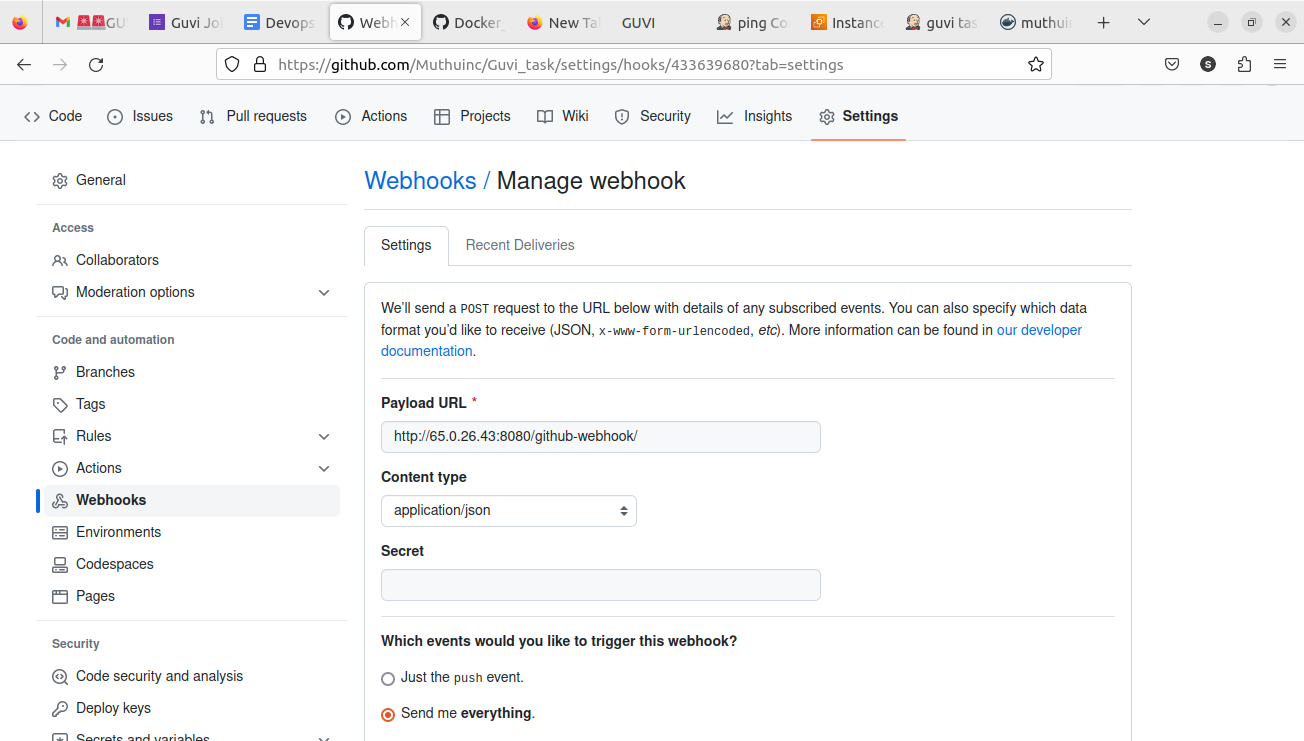 GU
Guvi Joi
Devops
Webh
Docker
New Ta
GUVI
ping Co
Instanc
guvi tas
muthuin
https://github.com/Muthuinc/Guvi_task/settings/hooks/433639680?tab=settings
S
Code
Issues
Pull requests
Actions
Projects
Wiki
Security
Insights
Settings
General
Access
Collaborators
Moderation options
Code and automation
Branches
Tags
Rules
Actions
Webhooks
Environments
Codespaces
Pages
Security
Code security and analysis
Deploy keys
Secrets and variables
Webhooks / Manage webhook
Settings
Recent Deliveries
We'll send a POST request to the URL below with details of any subscribed events. You can also specify which data
format you'd like to receive (JSON, x-www-form-urlencoded, etc). More information can be found in our developer
documentation.
Payload URL *
http://65.0.26.43:8080/github-webhook/
Content type
application/json
Secret
Which events would you like to trigger this webhook?
Just the push event.
Send me everything.